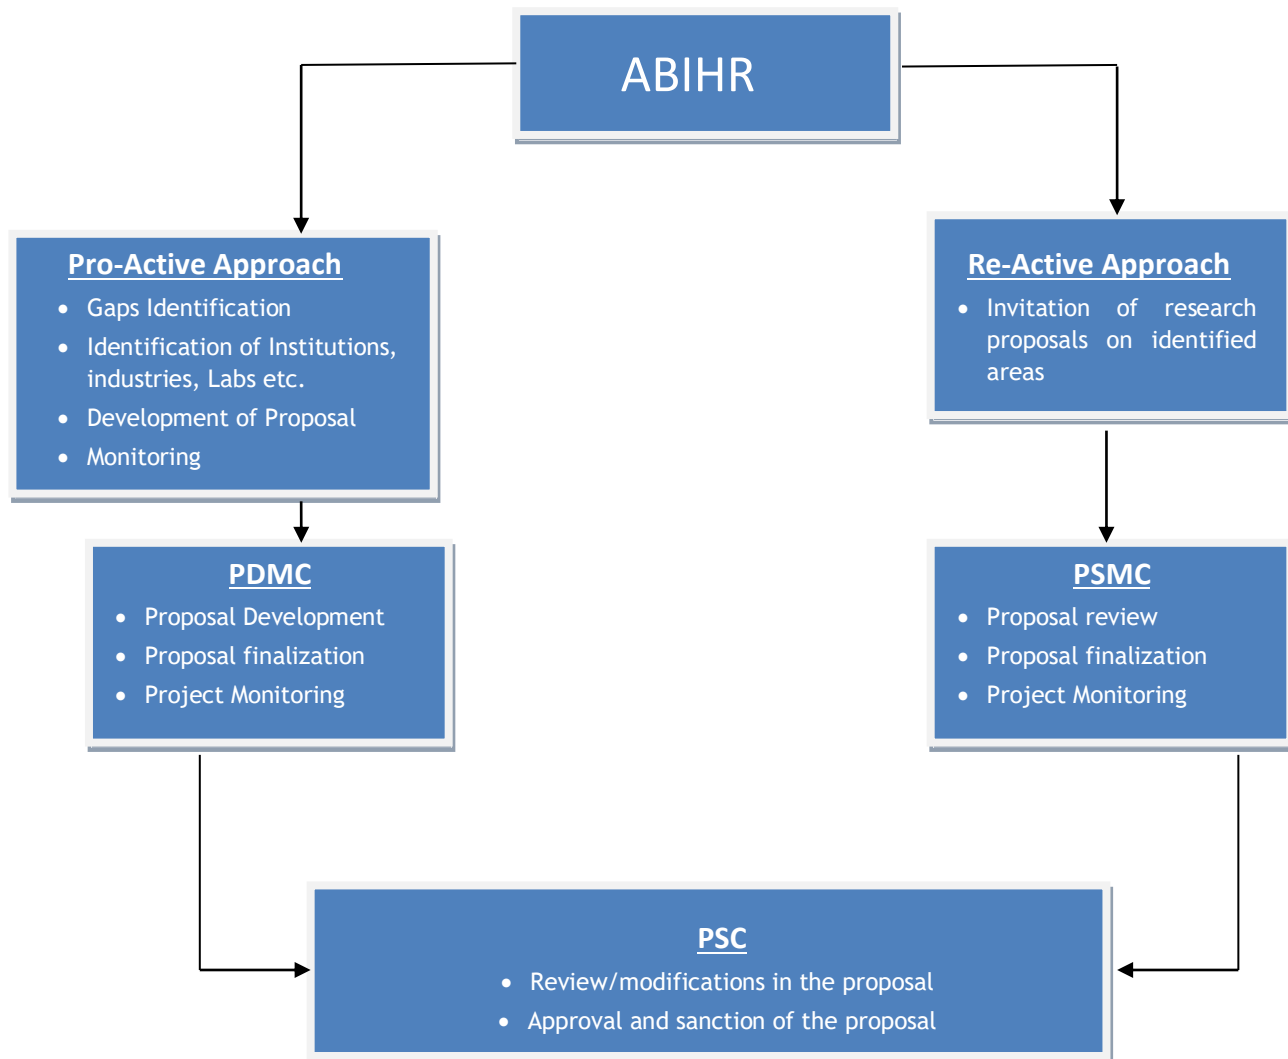 ABIHR
Pro-Active Approach
• Gaps Identification
• Identification of Institutions,
industries, Labs etc.
• Development of Proposal
• Monitoring
Re-Active Approach
• Invitation of research
proposals on identified
areas
PDMC
• Proposal Development
• Proposal finalization
• Project Monitoring
PSMC
• Proposal review
• Proposal finalization
• Project Monitoring
PSC
• Review/modifications in the proposal
• Approval and sanction of the proposal